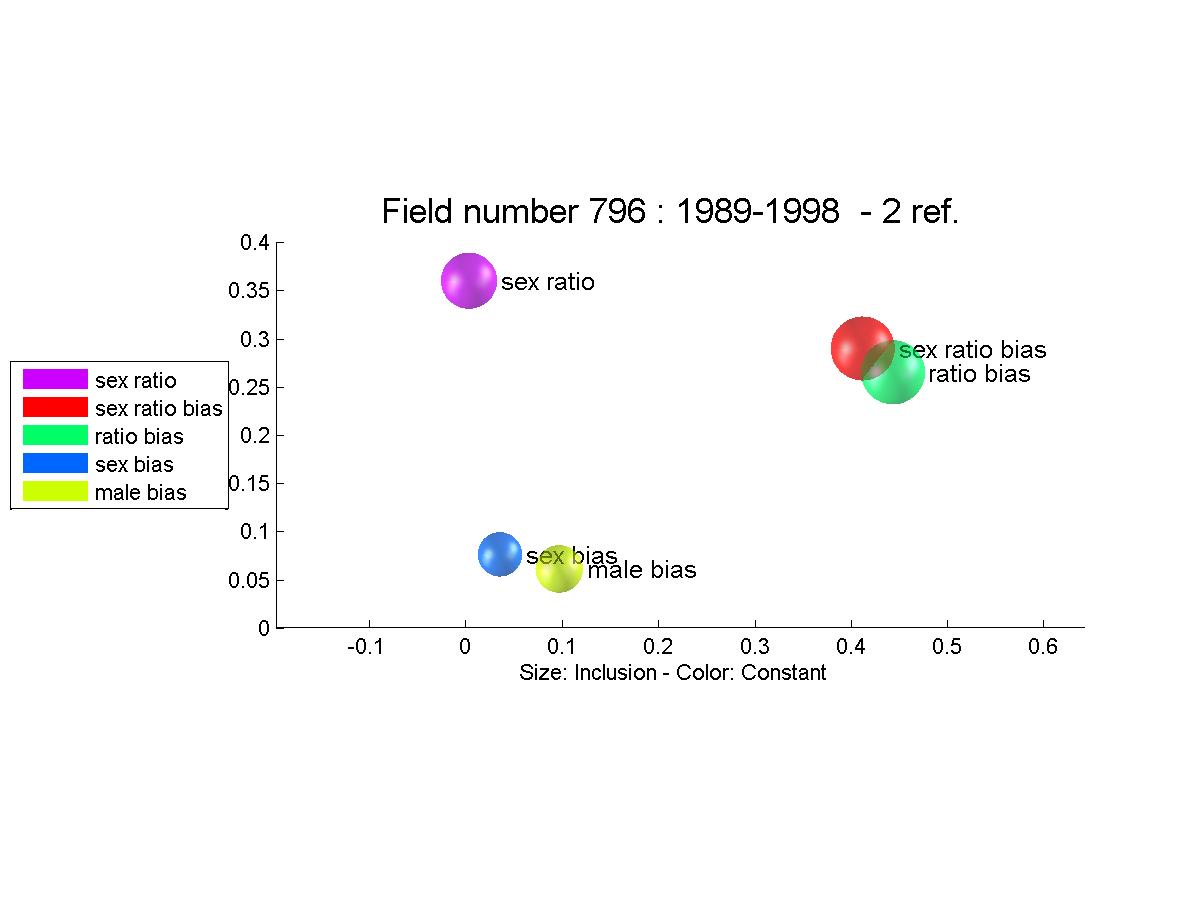 Field number 796 : 1989-1998  - 2 ref.
0.4
0.35
0.3
0.25
0.2
0.15
0.1
0.05
0
-0.1
0
0.1
0.2
0.3
0.4
0.5
0.6
Size: Inclusion - Color: Constant
sex ratio
sex ratio bias
ratio bias
sex bias
male bias
sex ratio
sex ratio bias
ratio bias
sex bias
male bias